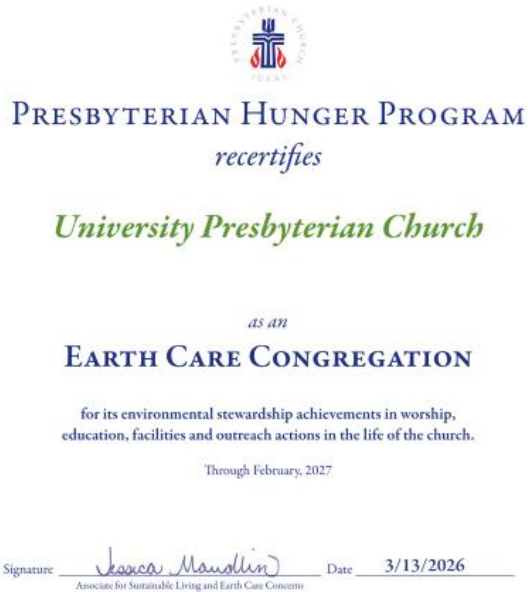 PRESBYTERIAN CHURCH
(U.S.A.)
PRESBYTERIAN HUNGER PROGRAM
recertifies
University Presbyterian Church
as an
EARTH CARE CONGREGATION
for its environmental stewardship achievements in worship,
education, facilities and outreach actions in the life of the church.
Through February, 2027
Signature Jessica Maudlin Date 3/13/2026
Associate for Sustainable Living and Earth Care Concerns